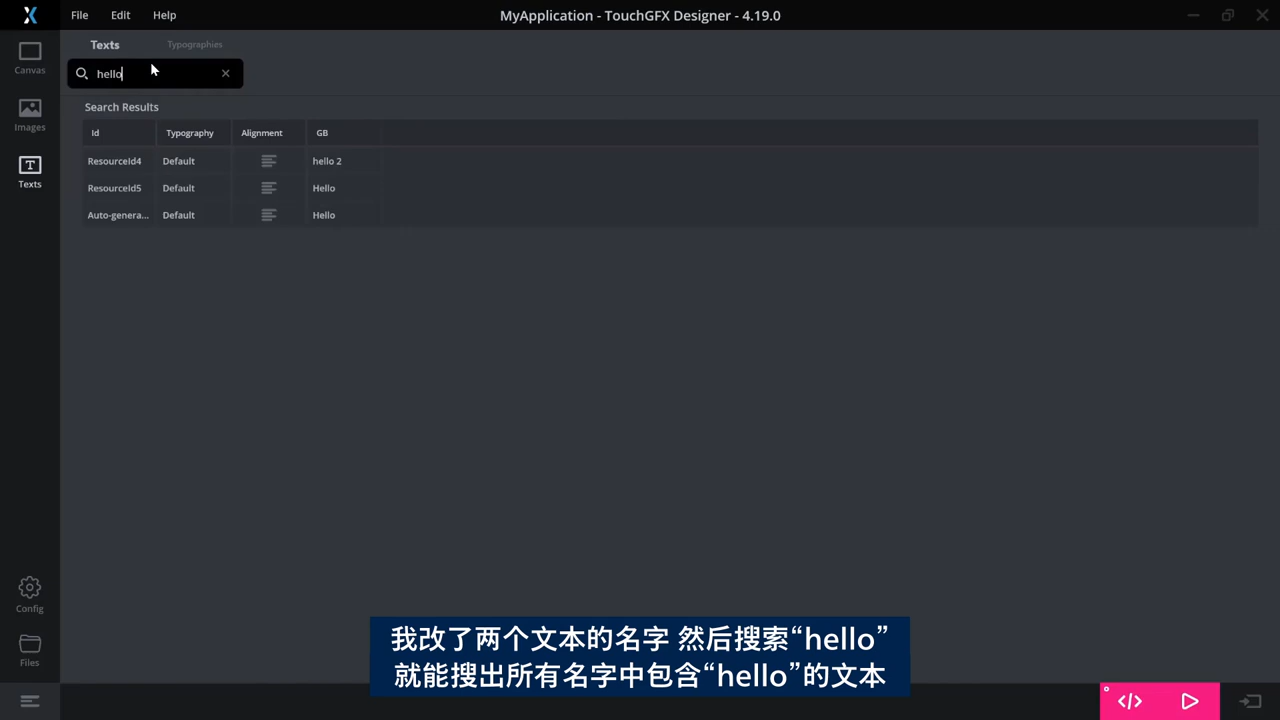 File Edit Help
MyApplication - TouchGFX Designer - 4.19.0
Canvas
Images
Texts
Texts Typographies
hello
Search Results
Id Typography Alignment GB
ResourceId4 Default hello 2
ResourceId5 Default Hello
Auto-genera... Default Hello
Config
Files
我改了两个文本的名字 然后搜索“hello”
就能搜出所有名字中包含“hello”的文本